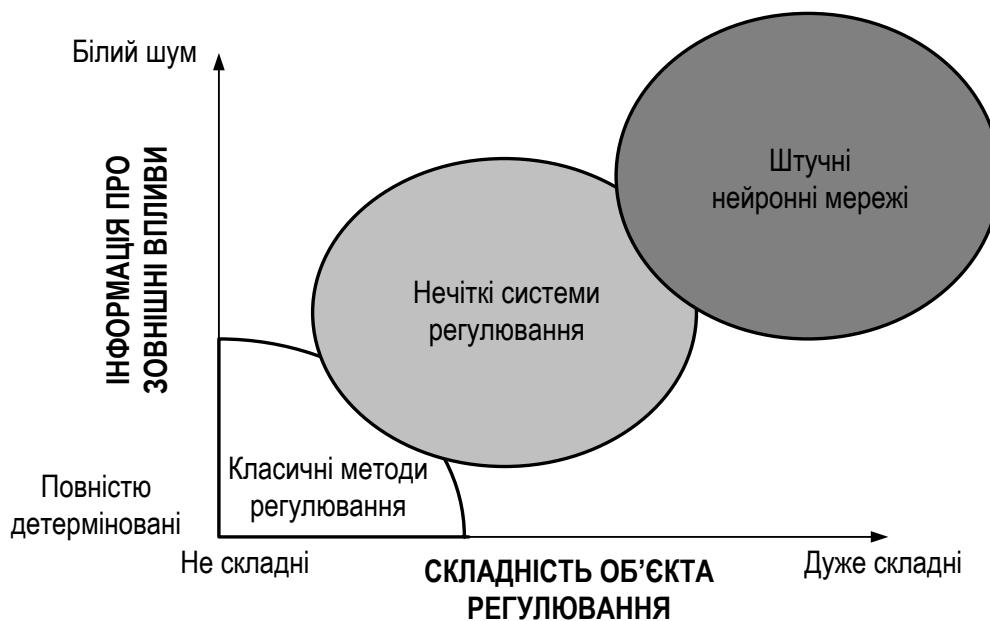 Білий шум
ІНФОРМАЦІЯ ПРО
ЗОВНІШНІ ВПЛИВИ
Штучні
нейронні мережі
Нечіткі системи
регулювання
Класичні методи
регулювання
Повністю
детерміновані
Не складні
СКЛАДНІСТЬ ОБ’ЄКТА
РЕГУЛЮВАННЯ
Дуже складні